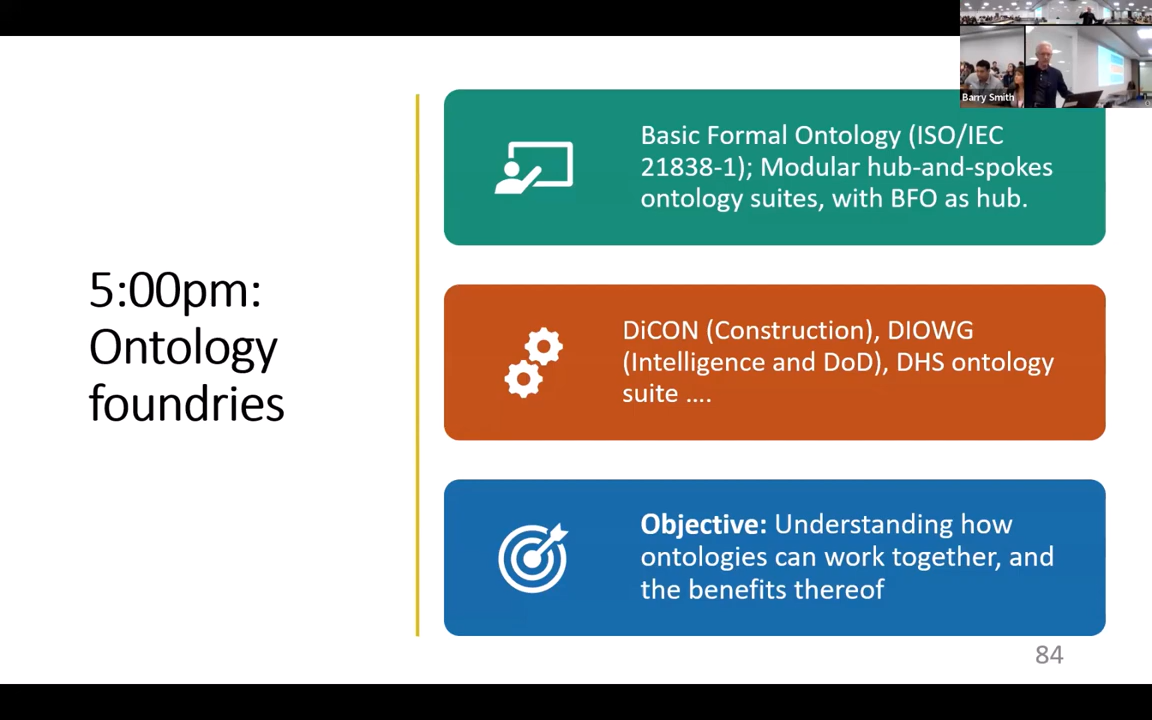 Barry Smith
5:00pm:
Ontology
foundries
Basic Formal Ontology (ISO/IEC
21838-1); Modular hub-and-spokes
ontology suites, with BFO as hub.
DiCON (Construction), DIOWG
(Intelligence and DoD), DHS ontology
suite ....
Objective: Understanding how
ontologies can work together, and
the benefits thereof
84